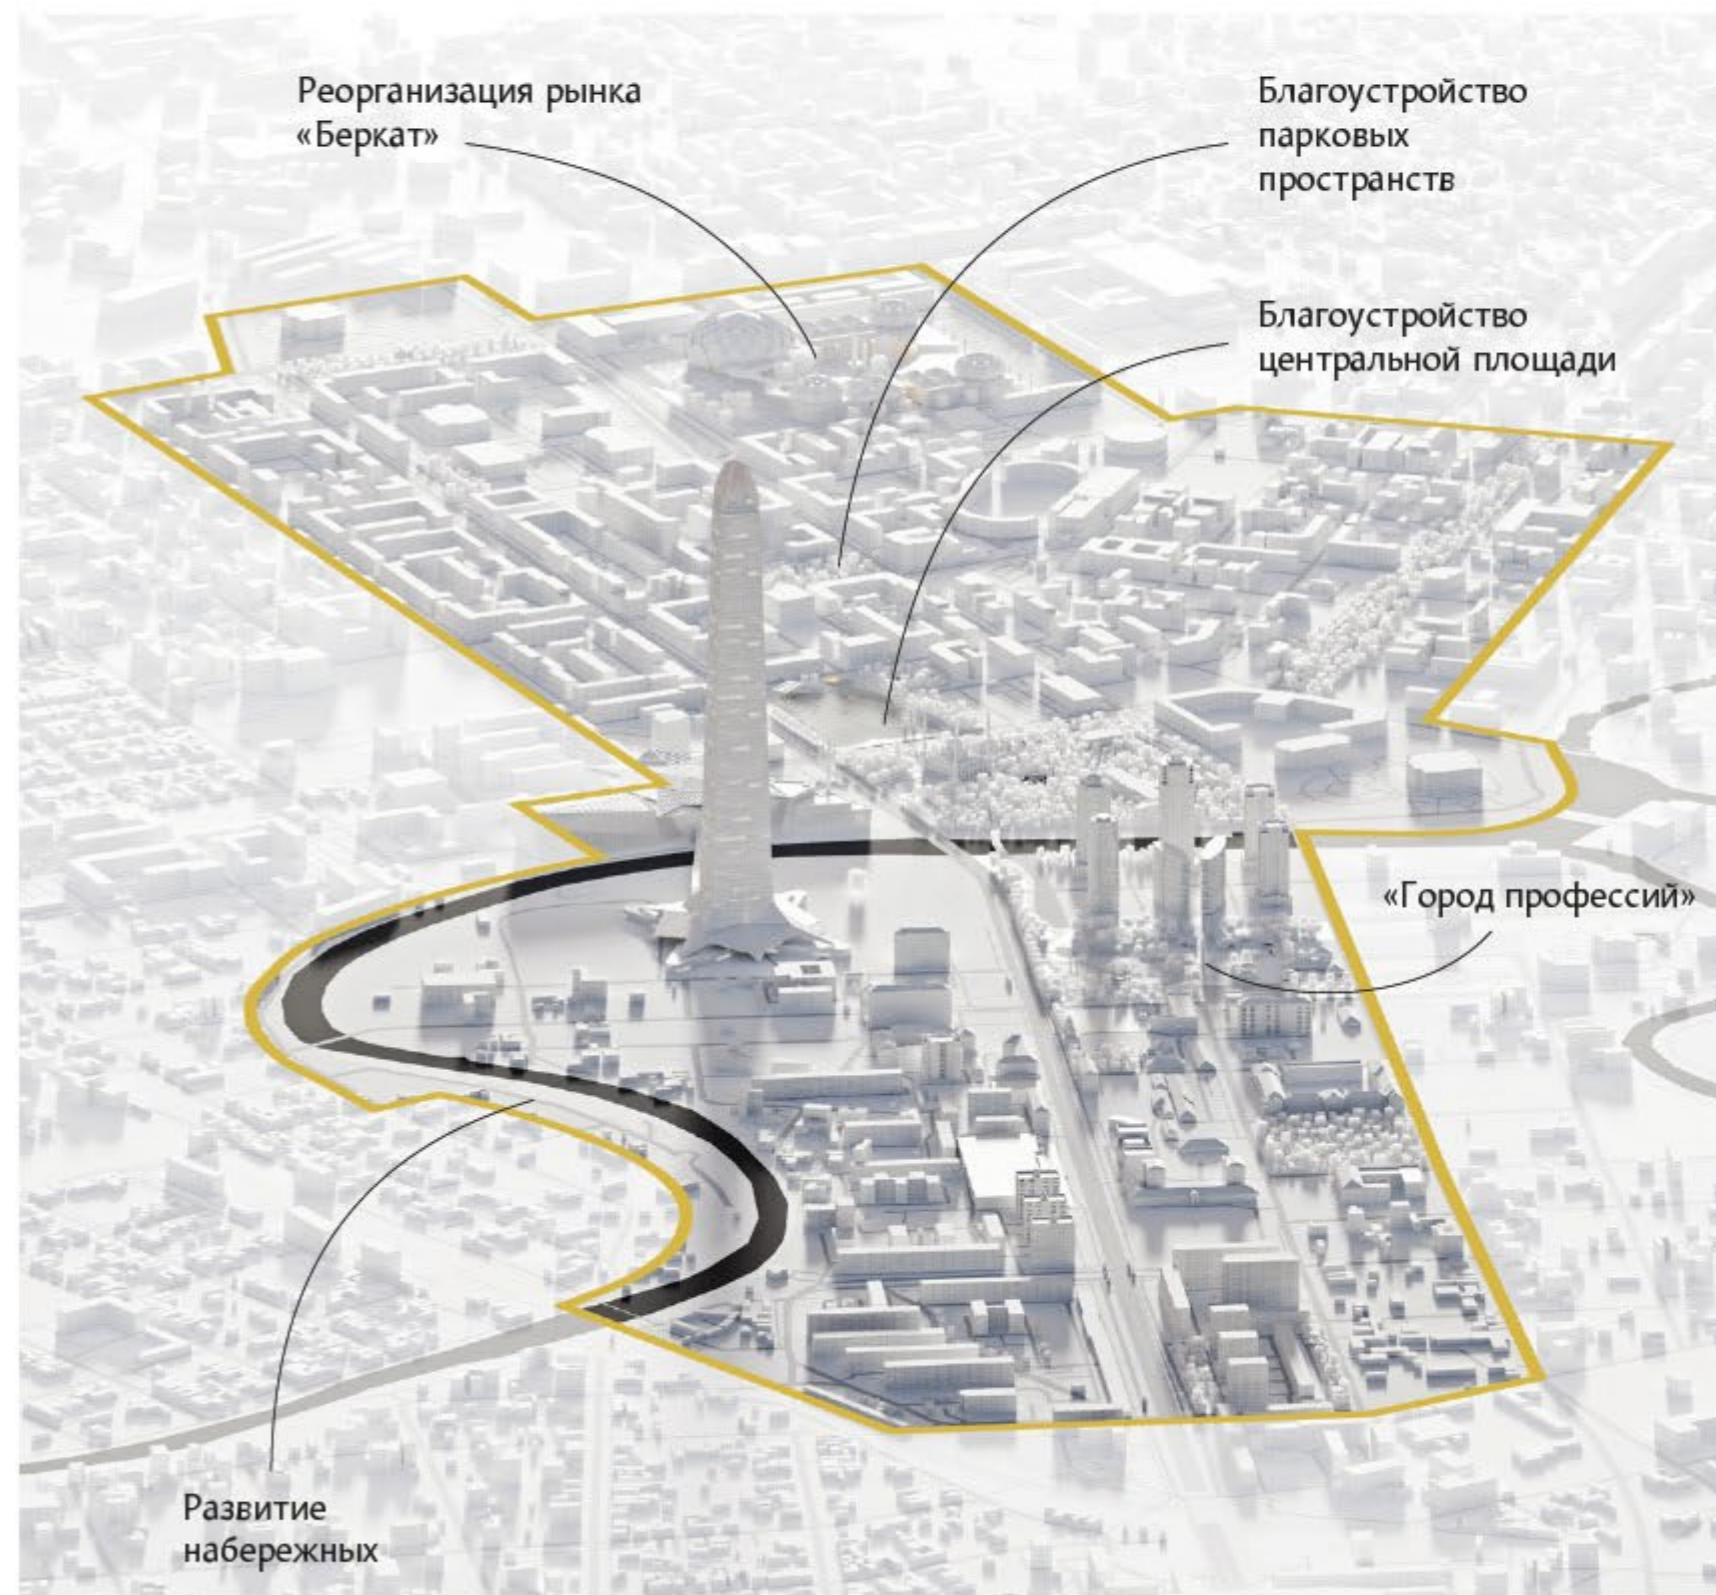 Реорганизация рынка
«Беркат»
Благоустройство
парковых
пространств
Благоустройство
центральной площади
«Город профессий»
Развитие
набережных